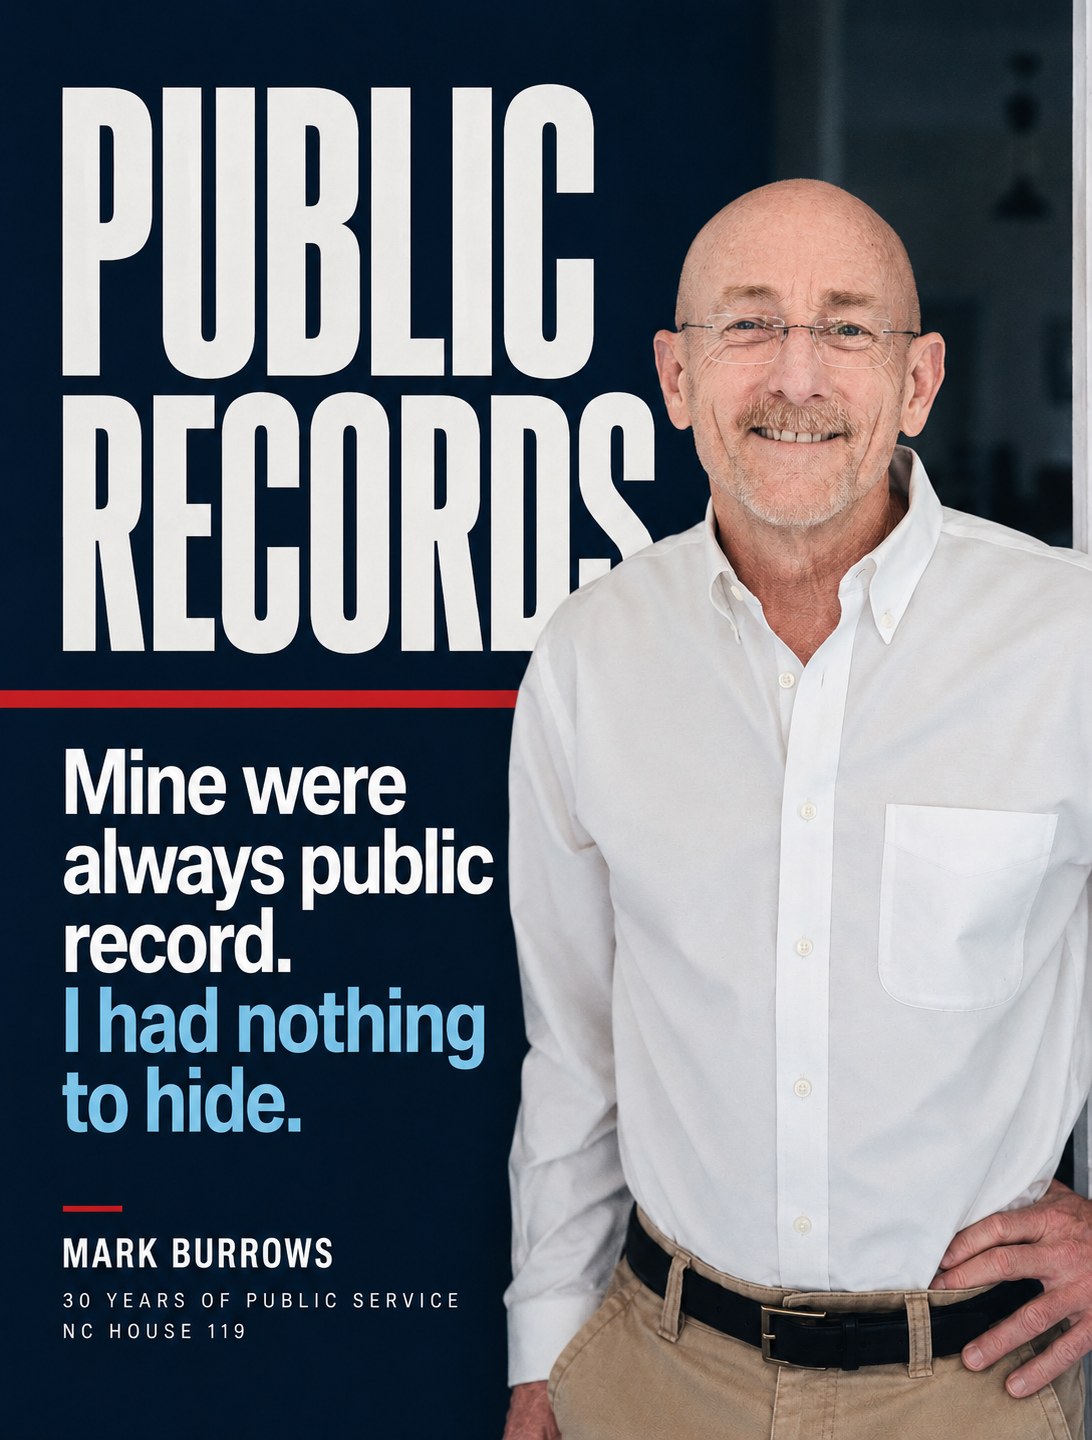 PUBLIC
RECORDS
Mine were
always public
record.
I had nothing
to hide.
MARK BURROWS
30 YEARS OF PUBLIC SERVICE
NC HOUSE 119